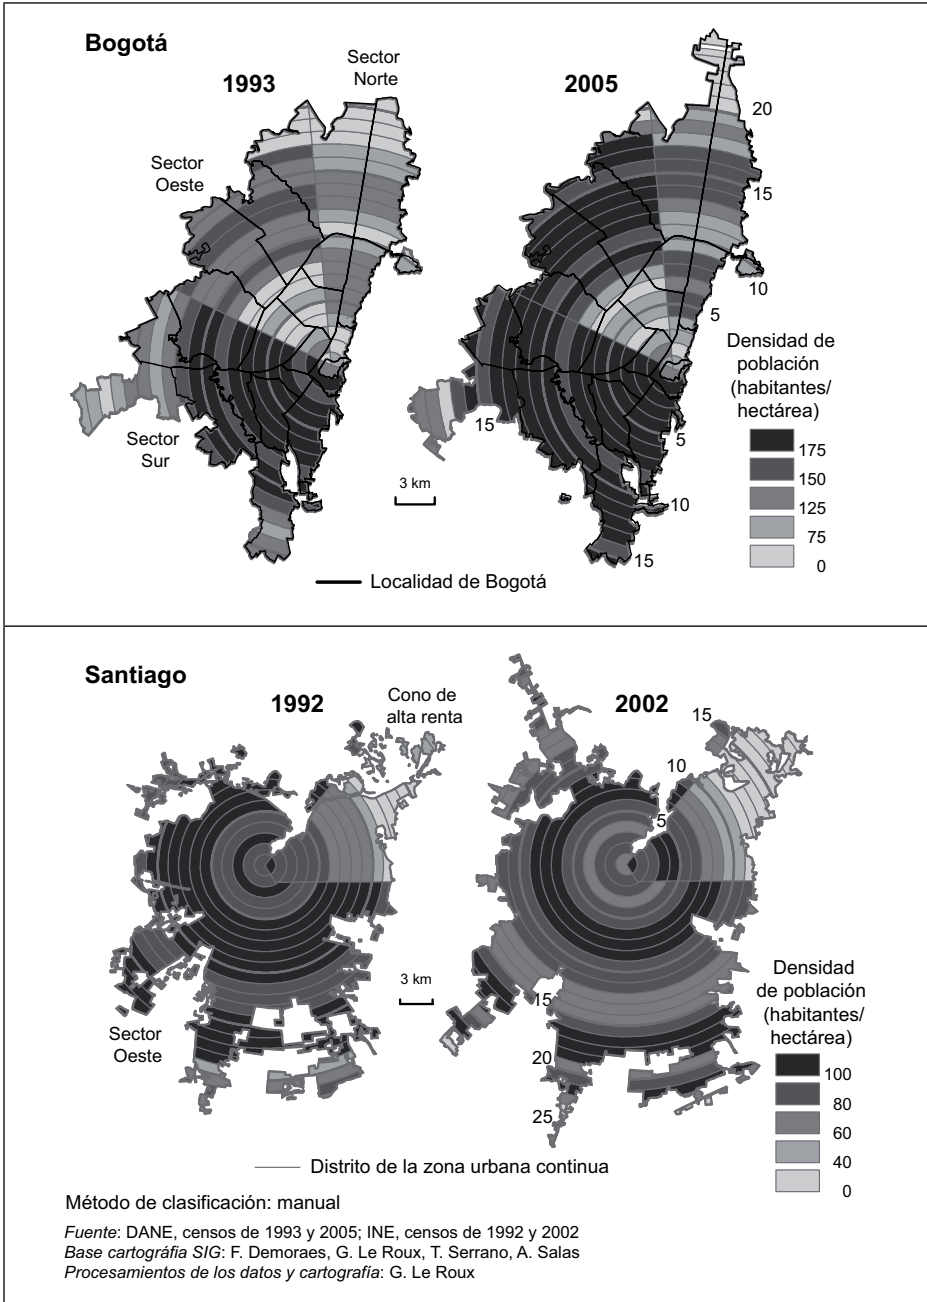 Bogotá
1993
Sector
Norte
2005
Sector
Oeste
20
15
10
5
Sector
Sur
15
5
10
15
3 km
Densidad de
población
(habitantes/
hectárea)
175
150
125
75
0
Localidad de Bogotá
Santiago
1992
Cono de
alta renta
2002
15
10
5
15
20
25
Sector
Oeste
3 km
Densidad
de población
(habitantes/
hectárea)
100
80
60
40
0
Distrito de la zona urbana continua
Método de clasificación: manual
Fuente: DANE, censos de 1993 y 2005; INE, censos de 1992 y 2002
Base cartográfia SIG: F. Demoraes, G. Le Roux, T. Serrano, A. Salas
Procesamientos de los datos y cartografía: G. Le Roux